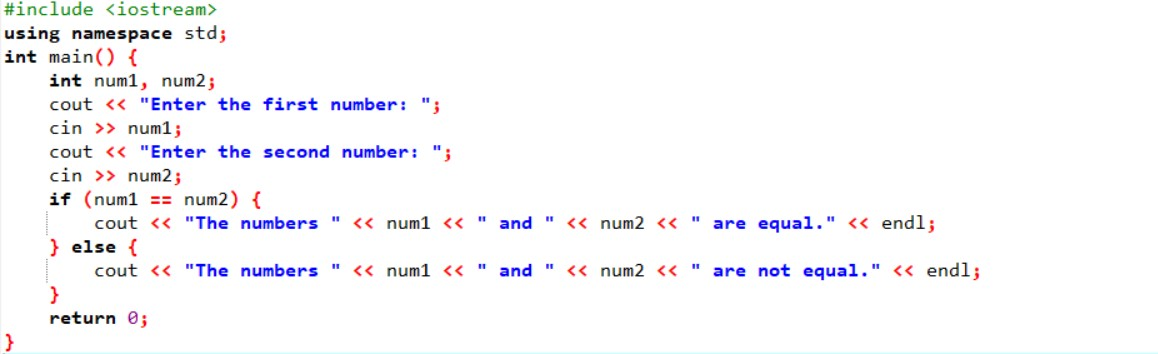 #include <iostream>
using namespace std;
int main() {
    int num1, num2;
    cout << "Enter the first number: ";
    cin >> num1;
    cout << "Enter the second number: ";
    cin >> num2;
    if (num1 == num2) {
        cout << "The numbers " << num1 << " and " << num2 << " are equal." << endl;
    } else {
        cout << "The numbers " << num1 << " and " << num2 << " are not equal." << endl;
    }
    return 0;
}